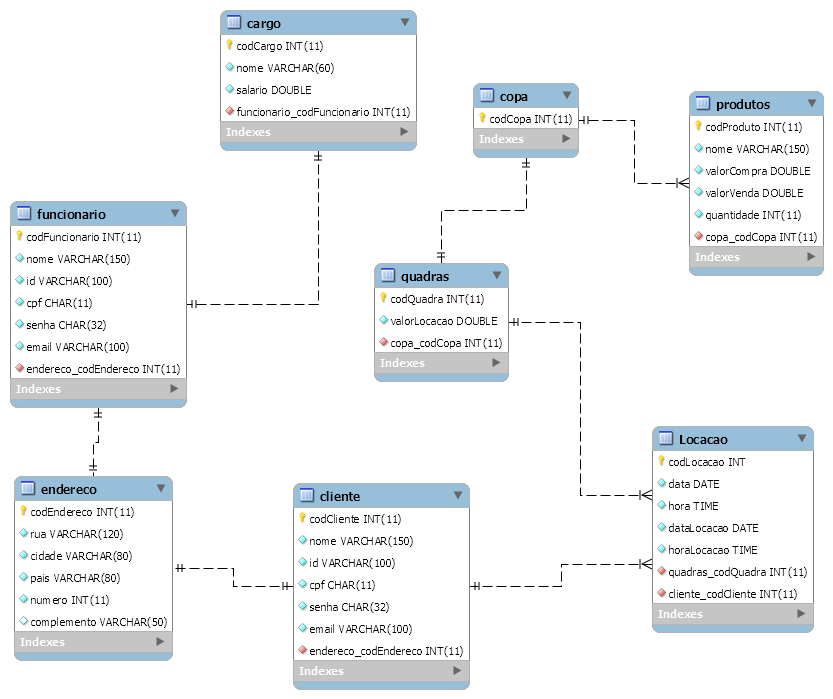 cargo
codCargo INT(11)
nome VARCHAR(60)
salario DOUBLE
funcionario_codFuncionario INT(11)
Indexes
copa
codCopa INT(11)
Indexes
produtos
codProduto INT(11)
nome VARCHAR(150)
valorCompra DOUBLE
valorVenda DOUBLE
quantidade INT(11)
copa_codCopa INT(11)
Indexes
funcionario
codFuncionario INT(11)
nome VARCHAR(150)
id VARCHAR(100)
cpf CHAR(11)
senha CHAR(32)
email VARCHAR(100)
endereco_codEndereco INT(11)
Indexes
quadras
codQuadra INT(11)
valorLocacao DOUBLE
copa_codCopa INT(11)
Indexes
Locacao
codLocacao INT
data DATE
hora TIME
dataLocacao DATE
horaLocacao TIME
quadras_codQuadra INT(11)
cliente_codCliente INT(11)
Indexes
endereco
codEndereco INT(11)
rua VARCHAR(120)
cidade VARCHAR(80)
pais VARCHAR(80)
numero INT(11)
complemento VARCHAR(50)
Indexes
cliente
codCliente INT(11)
nome VARCHAR(150)
id VARCHAR(100)
cpf CHAR(11)
senha CHAR(32)
email VARCHAR(100)
endereco_codEndereco INT(11)
Indexes